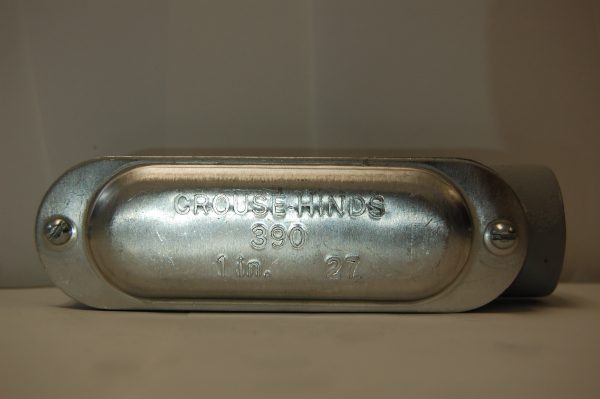 CROUSE-HINDS
390
1 in. 27